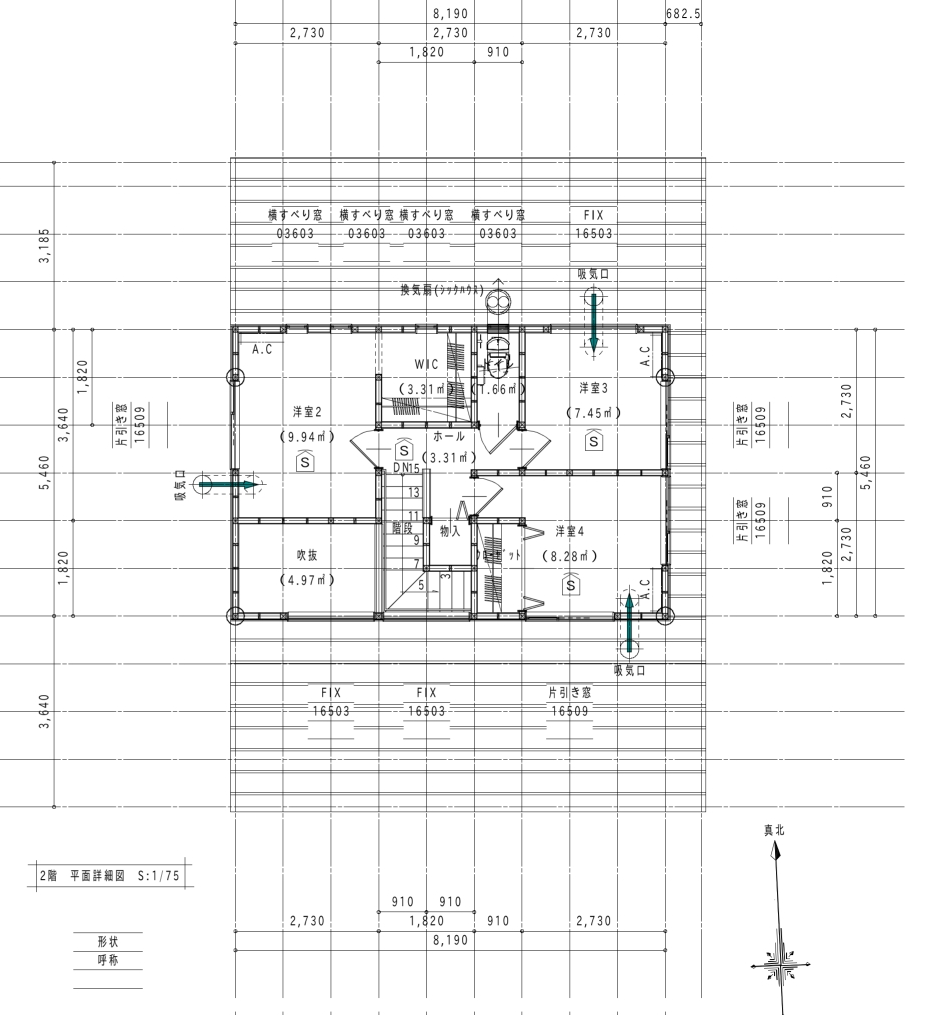 8,190
682.5
2,730
2,730
2,730
1,820
910
横すべり窓
03603
横すべり窓
03603
横すべり窓
03603
横すべり窓
03603
FIX
16503
3,185
吸気口
換気扇(シックハウス)
A.C
A.C
WIC
(3.31㎡)
(1.66㎡)
洋室3
(7.45㎡)
S
洋室2
(9.94㎡)
S
ホール
(3.31㎡)
S
DN15
13
11
9
7
5
3
階段
物入
クローゼット
洋室4
(8.28㎡)
S
A.C
吹抜
(4.97㎡)
吸気口
吸気口
片引き窓
16509
片引き窓
16509
片引き窓
16509
1,820
3,640
5,460
1,820
3,640
2,730
5,460
910
2,730
1,820
FIX
16503
FIX
16503
片引き窓
16509
真北
2階 平面詳細図 S:1/75
形状
呼称
910
910
2,730
1,820
910
2,730
8,190